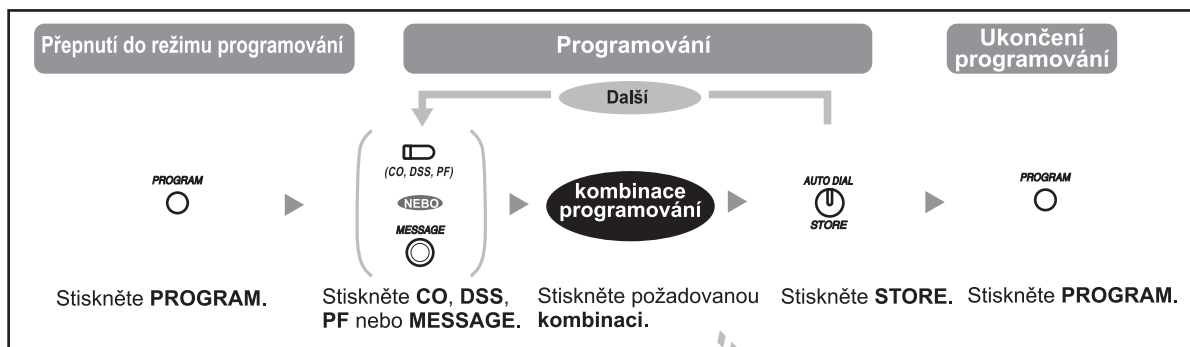 Přepnutí do režimu programování
Programování
Ukončení
programování
Další
PROGRAM
(CO, DSS, PF)
NEBO
MESSAGE
kombinace
programování
AUTO DIAL
STORE
PROGRAM
Stiskněte PROGRAM.
Stiskněte CO, DSS,
PF nebo MESSAGE.
Stiskněte požadovanou
kombinaci.
Stiskněte STORE.
Stiskněte PROGRAM.